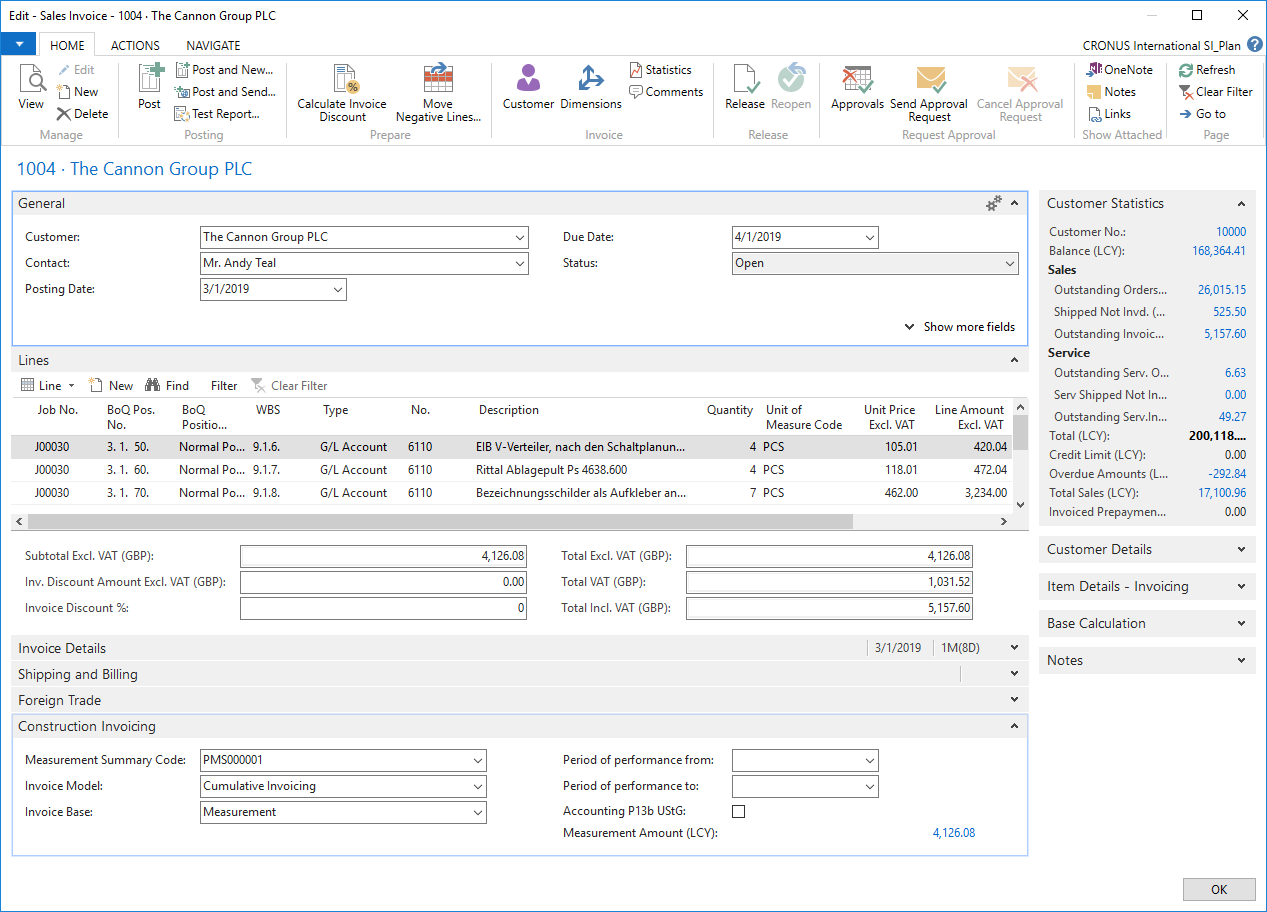 Edit - Sales Invoice - 1004 · The Cannon Group PLC
HOME ACTIONS NAVIGATE CRONUS International SI_Plan ?
View Edit New Delete
Manage
Post Post and New... Post and Send... Test Report...
Posting
Calculate Invoice Discount Move Negative Lines...
Prepare
Customer Dimensions Statistics Comments
Invoice
Release Reopen
Release
Approvals Send Approval Request Cancel Approval Request
Request Approval
OneNote Notes Links
Show Attached
Refresh Clear Filter Go to
Page
1004 · The Cannon Group PLC
General
Customer: The Cannon Group PLC Due Date: 4/1/2019
Contact: Mr. Andy Teal Status: Open
Posting Date: 3/1/2019
Show more fields
Lines
Line New Find Filter Clear Filter
Job No. BoQ Pos. No. BoQ Positio... WBS Type No. Description Quantity Unit of Measure Code Unit Price Excl. VAT Line Amount Excl. VAT
J00030 3. 1. 50. Normal Po... 9.1.6. G/L Account 6110 EIB V-Verteiler, nach den Schaltplanun... 4 PCS 105.01 420.04
J00030 3. 1. 60. Normal Po... 9.1.7. G/L Account 6110 Rittal Ablagepult Ps 4638.600 4 PCS 118.01 472.04
J00030 3. 1. 70. Normal Po... 9.1.8. G/L Account 6110 Bezeichnungsschilder als Aufkleber an... 7 PCS 462.00 3,234.00
Subtotal Excl. VAT (GBP): 4,126.08 Total Excl. VAT (GBP): 4,126.08
Inv. Discount Amount Excl. VAT (GBP): 0.00 Total VAT (GBP): 1,031.52
Invoice Discount %: 0 Total Incl. VAT (GBP): 5,157.60
Invoice Details 3/1/2019 1M(8D)
Shipping and Billing
Foreign Trade
Construction Invoicing
Measurement Summary Code: PMS000001 Period of performance from:
Invoice Model: Cumulative Invoicing Period of performance to:
Invoice Base: Measurement Accounting P13b UStG:
Measurement Amount (LCY): 4,126.08
Customer Statistics
Customer No.: 10000
Balance (LCY): 168,364.41
Sales
Outstanding Orders... 26,015.15
Shipped Not Invd. (... 525.50
Outstanding Invoic... 5,157.60
Service
Outstanding Serv. O... 6.63
Serv Shipped Not In... 0.00
Outstanding Serv.In... 49.27
Total (LCY): 200,118....
Credit Limit (LCY): 0.00
Overdue Amounts (L... -292.84
Total Sales (LCY): 17,100.96
Invoiced Prepaymen... 0.00
Customer Details
Item Details - Invoicing
Base Calculation
Notes
OK